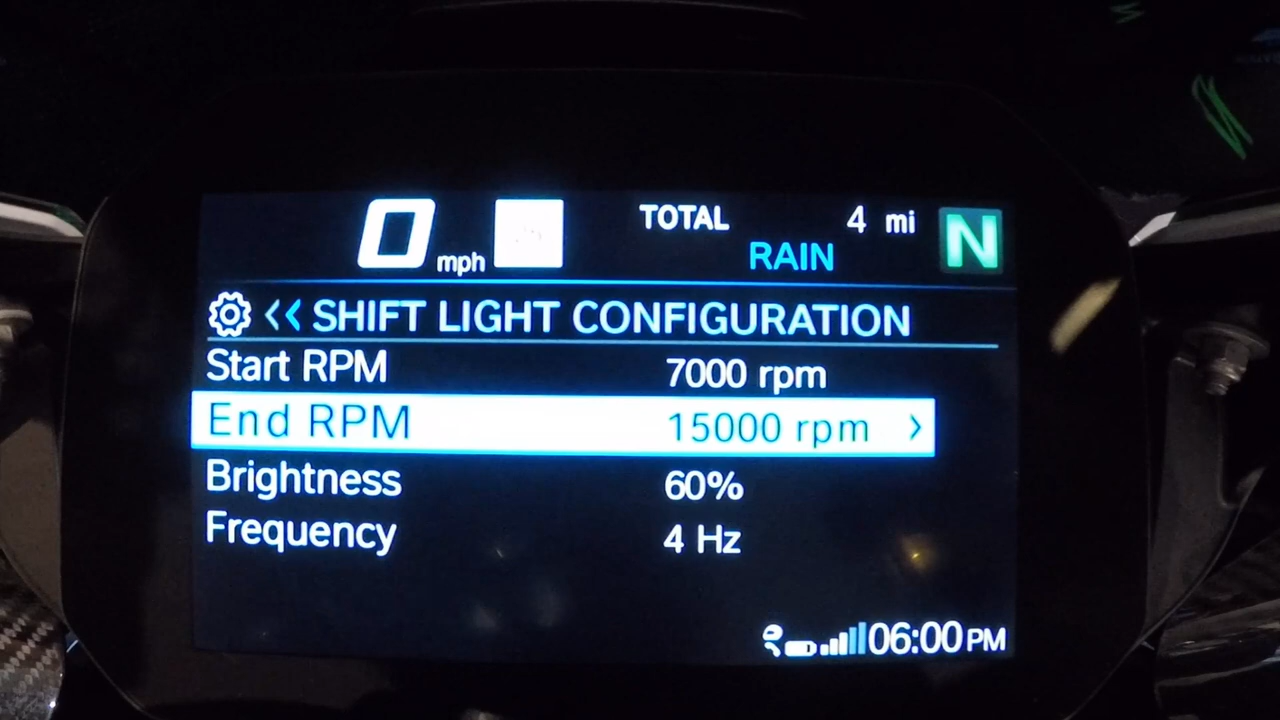 0 mph TOTAL 4 mi N
RAIN
<< SHIFT LIGHT CONFIGURATION
Start RPM 7000 rpm
End RPM 15000 rpm >
Brightness 60%
Frequency 4 Hz
06:00 PM